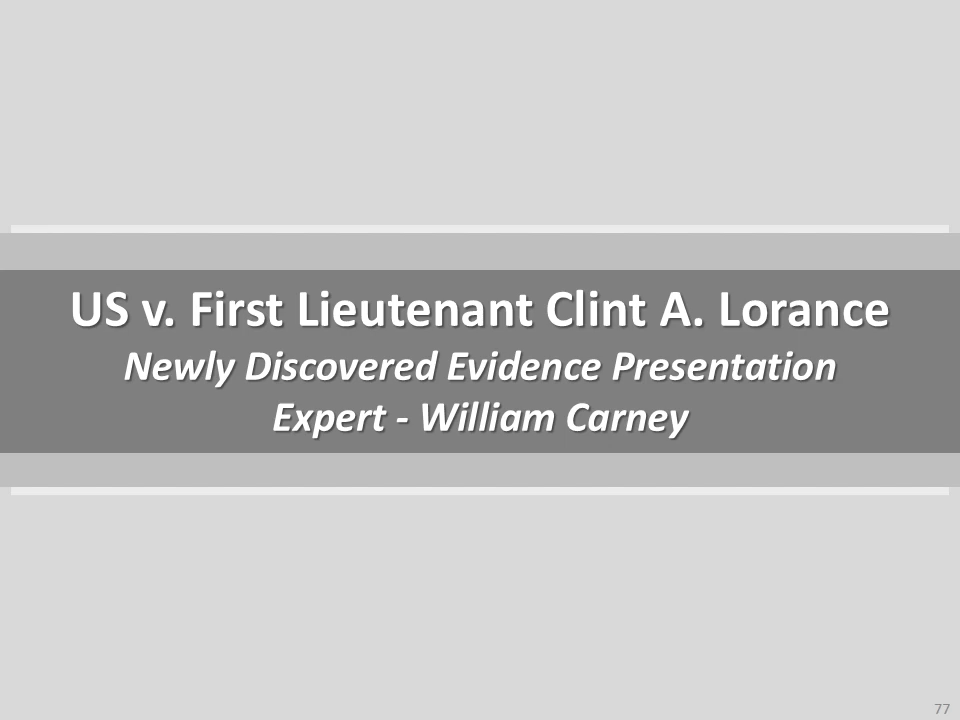 US v. First Lieutenant Clint A. Lorance
Newly Discovered Evidence Presentation
Expert - William Carney
77